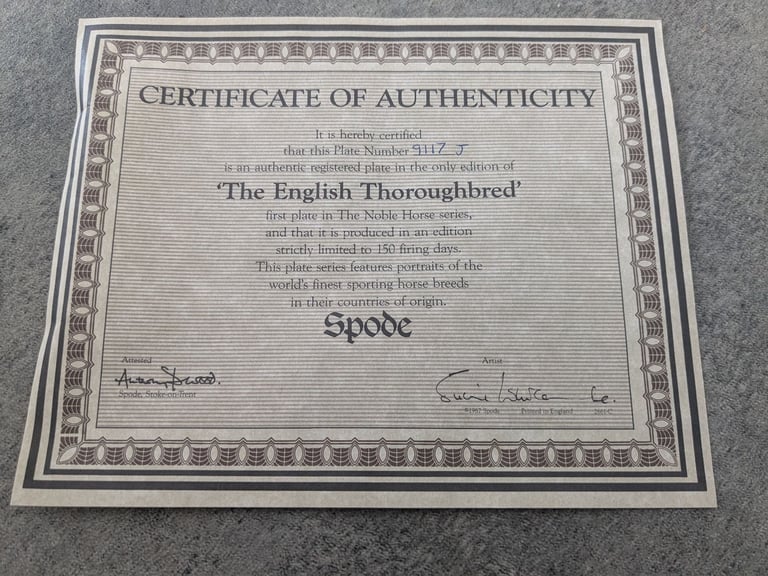 CERTIFICATE OF AUTHENTICITY
It is hereby certified
that this Plate Number 9117 J
is an authentic registered plate in the only edition of
'The English Thoroughbred'
first plate in The Noble Horse series,
and that it is produced in an edition
strictly limited to 150 firing days.
This plate series features portraits of the
world's finest sporting horse breeds
in their countries of origin.
Spode
Attested
Artist
Spode, Stoke-on-Trent
©1987 Spode Printed in England 2661-C